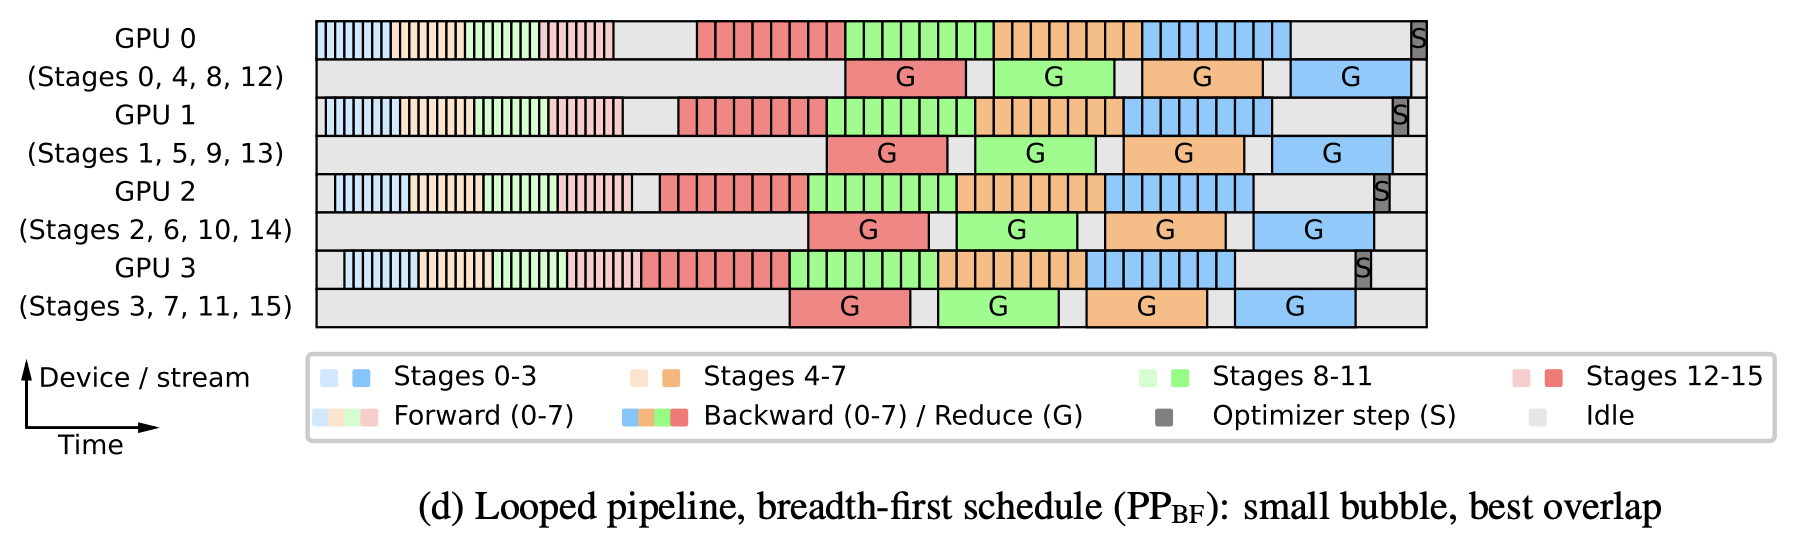 GPU 0
S
(Stages 0, 4, 8, 12)
G G G G
GPU 1
S
(Stages 1, 5, 9, 13)
G G G G
GPU 2
S
(Stages 2, 6, 10, 14)
G G G G
GPU 3
S
(Stages 3, 7, 11, 15)
G G G G
Device / stream
Time
Stages 0-3 Stages 4-7 Stages 8-11 Stages 12-15
Forward (0-7) Backward (0-7) / Reduce (G) Optimizer step (S) Idle
(d) Looped pipeline, breadth-first schedule (PPBF): small bubble, best overlap